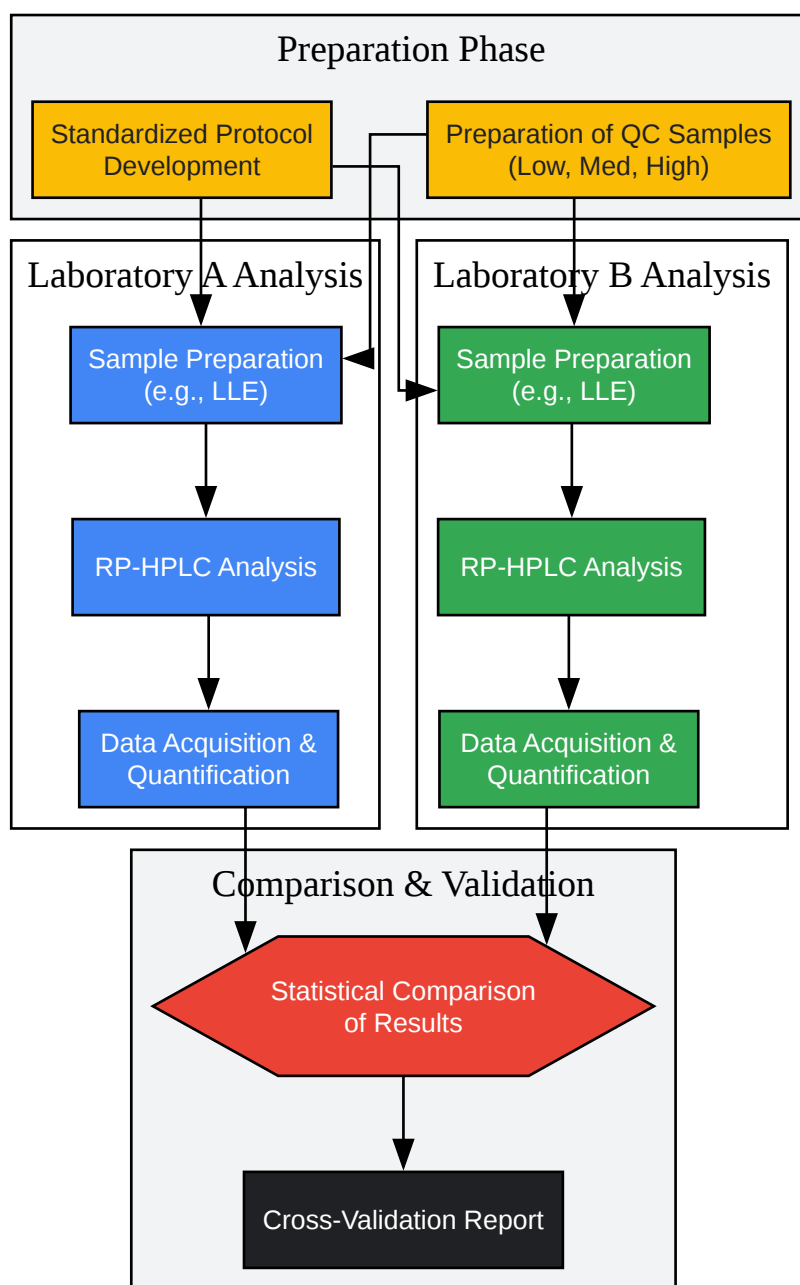 Preparation Phase
Standardized Protocol
Development
Preparation of QC Samples
(Low, Med, High)
Laboratory A Analysis
Sample Preparation
(e.g., LLE)
RP-HPLC Analysis
Data Acquisition &
Quantification
Laboratory B Analysis
Sample Preparation
(e.g., LLE)
RP-HPLC Analysis
Data Acquisition &
Quantification
Comparison & Validation
Statistical Comparison
of Results
Cross-Validation Report